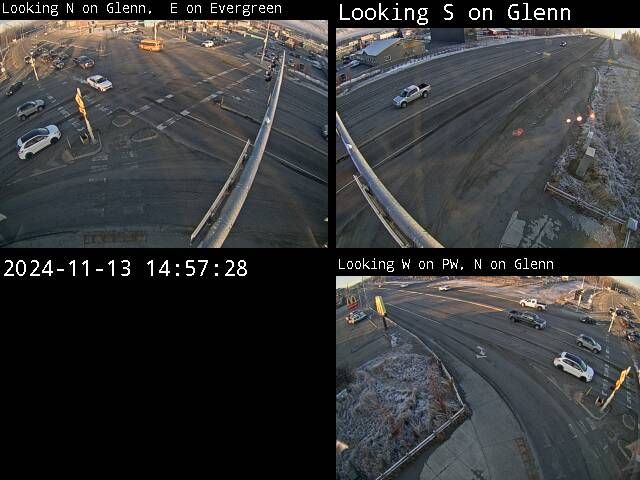 Looking N on Glenn,  E on Evergreen
Looking S on Glenn
2024-11-13 14:57:28
Looking W on PW, N on Glenn